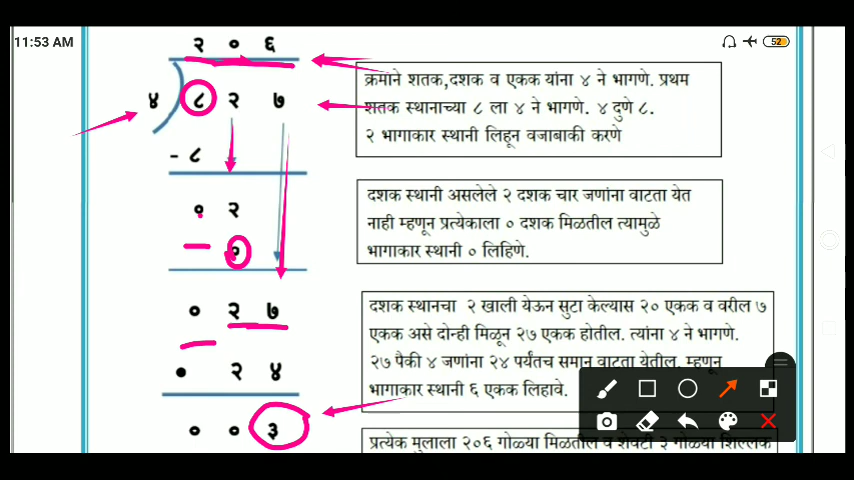 11:53 AM
52
२ ० ६
४ ८ २ ७
- ८
० २
०
० २ ७
२ ४
० ० ३
क्रमाने शतक,दशक व एकक यांना ४ ने भागणे. प्रथम
शतक स्थानाच्या ८ ला ४ ने भागणे. ४ दुणे ८.
२ भागाकार स्थानी लिहून वजाबाकी करणे
दशक स्थानी असलेले २ दशक चार जणांना वाटता येत
नाही म्हणून प्रत्येकाला ० दशक मिळतील त्यामुळे
भागाकार स्थानी ० लिहिणे.
दशक स्थानचा २ खाली येऊन सुटा केल्यास २० एकक व वरील ७
एकक असे दोन्ही मिळून २७ एकक होतील. त्यांना ४ ने भागणे.
२७ पैकी ४ जणांना २४ पर्यंतच समान वाटता येतील. म्हणून
भागाकार स्थानी ६ एकक लिहावे.
प्रत्येक मुलाला २०६ गोळ्या मिळतील व शेवटी ३ गोळ्या शिल्लक